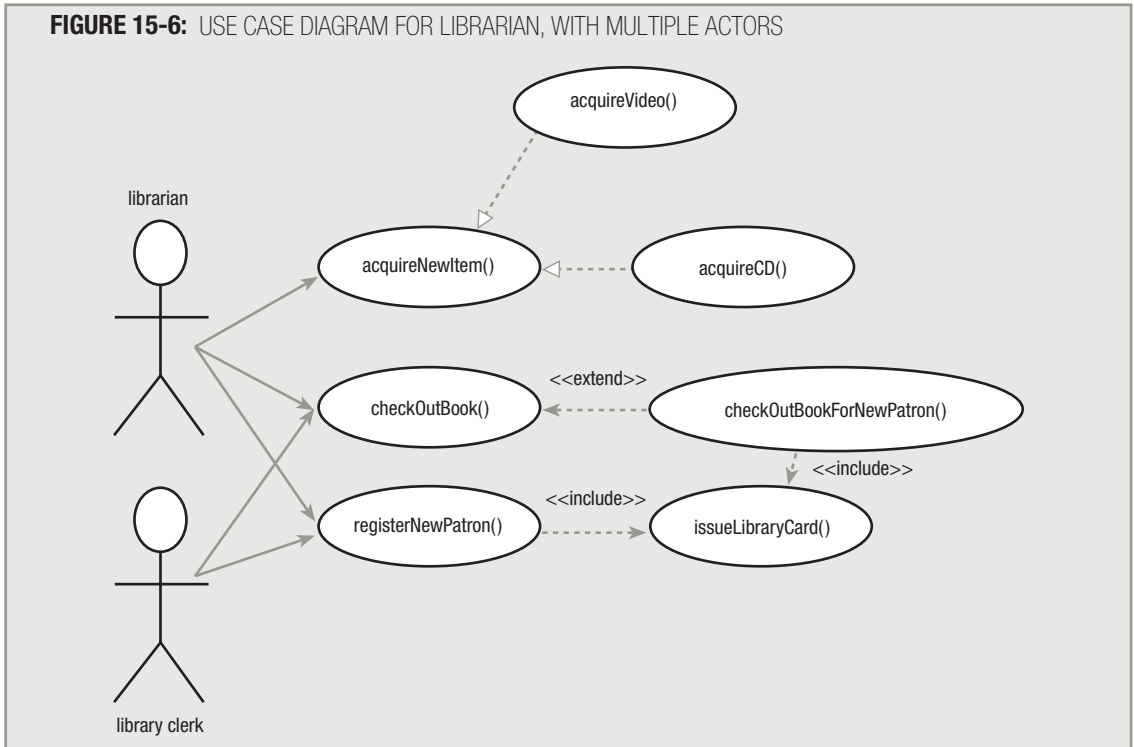 FIGURE 15-6: USE CASE DIAGRAM FOR LIBRARIAN, WITH MULTIPLE ACTORS
acquireVideo()
librarian
acquireNewItem()
acquireCD()
<<extend>>
checkOutBook()
checkOutBookForNewPatron()
<<include>>
<<include>>
registerNewPatron()
issueLibraryCard()
library clerk